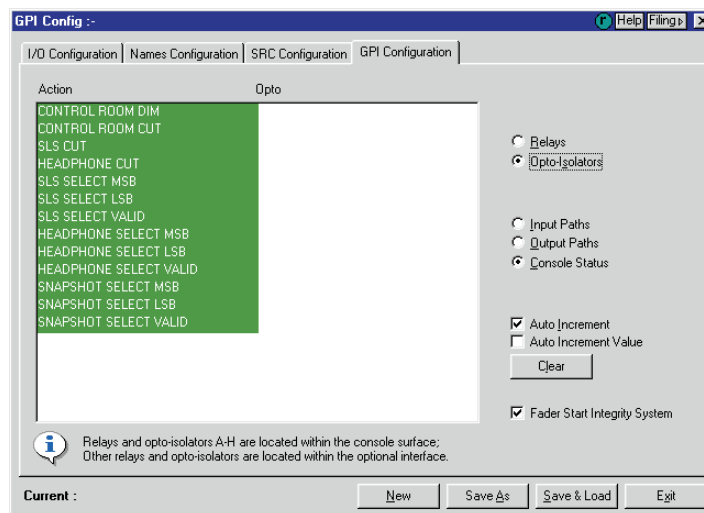 GPI Config :-
r Help Filing
I/O Configuration Names Configuration SRC Configuration GPI Configuration
Action Opto
CONTROL ROOM DIM
CONTROL ROOM CUT
SLS CUT
HEADPHONE CUT
SLS SELECT MSB
SLS SELECT LSB
SLS SELECT VALID
HEADPHONE SELECT MSB
HEADPHONE SELECT LSB
HEADPHONE SELECT VALID
SNAPSHOT SELECT MSB
SNAPSHOT SELECT LSB
SNAPSHOT SELECT VALID
Relays
Opto-Isolators
Input Paths
Output Paths
Console Status
Auto Increment
Auto Increment Value
Clear
Fader Start Integrity System
Relays and opto-isolators A-H are located within the console surface;
Other relays and opto-isolators are located within the optional interface.
Current :
New Save As Save & Load Exit